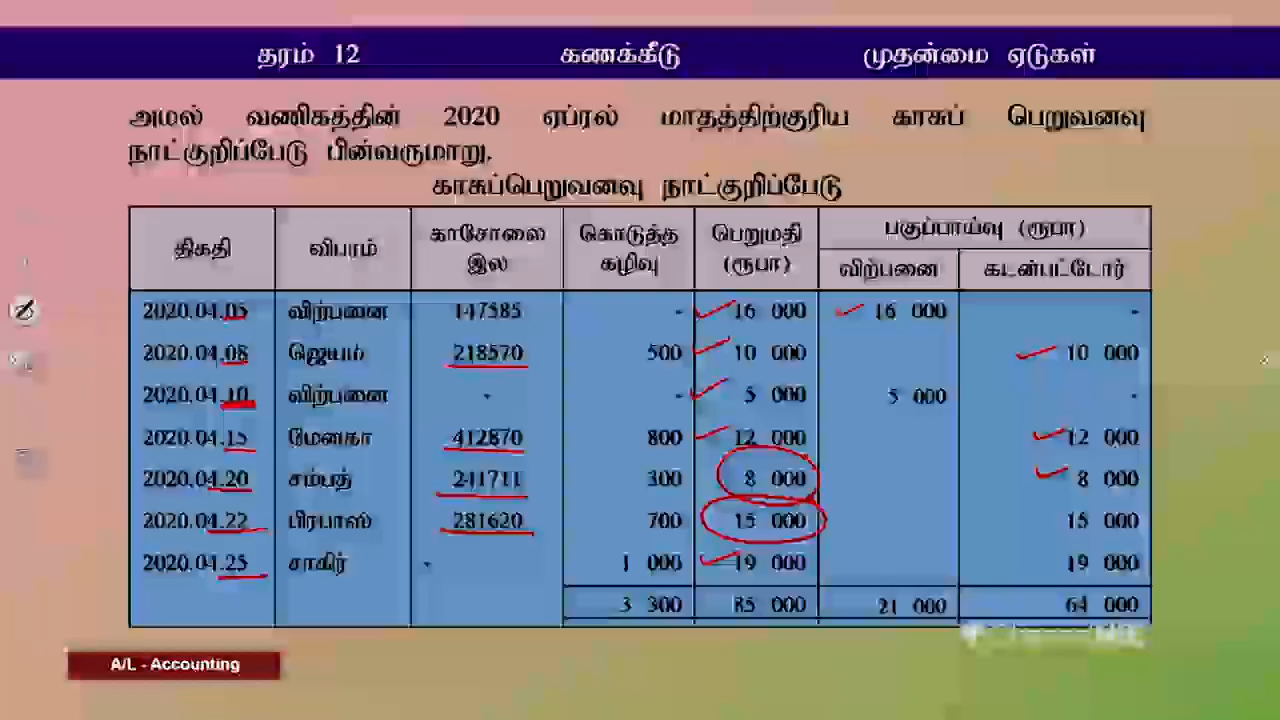 தரம் 12 கணக்கீடு முதன்மை ஏடுகள்
அமல் வணிகத்தின் 2020 ஏப்ரல் மாதத்திற்குரிய காசுப் பெறுவனவு
நாட்குறிப்பேடு பின்வருமாறு.
காசுப்பெறுவனவு நாட்குறிப்பேடு
திகதி விபரம் காசோலை இல கொடுத்த கழிவு பெறுமதி (ரூபா) பகுப்பாய்வு (ரூபா)
விற்பனை கடன்பட்டோர்
2020.04.05 விற்பனை 147585 - 16 000 16 000 -
2020.04.08 ஜெயம் 218570 500 10 000 10 000
2020.04.10 விற்பனை - - 5 000 5 000 -
2020.04.15 மேனகா 412870 800 12 000 12 000
2020.04.20 சம்பத் 241711 300 8 000 8 000
2020.04.22 பிரபாஸ் 281620 700 15 000 15 000
2020.04.25 சாகிர் - 1 000 19 000 19 000
3 300 85 000 21 000 64 000
A/L - Accounting